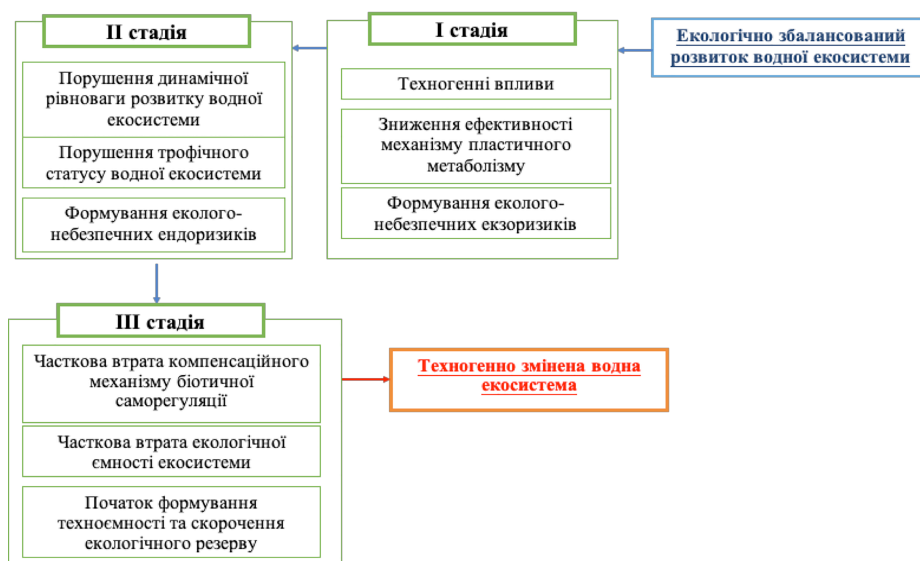 Екологічно збалансований
розвиток водної екосистеми
І стадія
Техногенні впливи
Зниження ефективності
механізму пластичного
метаболізму
Формування еколого-
небезпечних екзоризиків
ІІ стадія
Порушення динамічної
рівноваги розвитку водної
екосистеми
Порушення трофічного
статусу водної екосистеми
Формування еколого-
небезпечних ендоризиків
ІІІ стадія
Часткова втрата компенсаційного
механізму біотичної
саморегуляції
Часткова втрата екологічної
ємності екосистеми
Початок формування
техноємності та скорочення
екологічного резерву
Техногенно змінена водна
екосистема